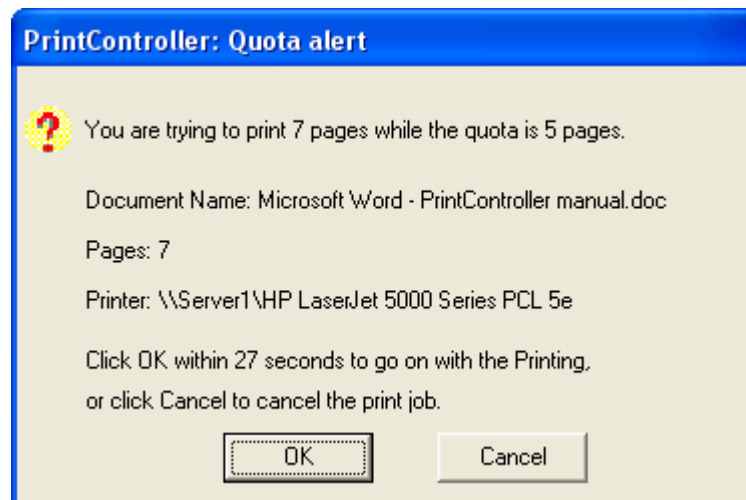 PrintController: Quota alert
You are trying to print 7 pages while the quota is 5 pages.
Document Name: Microsoft Word - PrintController manual.doc
Pages: 7
Printer: \\Server1\HP LaserJet 5000 Series PCL 5e
Click OK within 27 seconds to go on with the Printing,
or click Cancel to cancel the print job.
OK Cancel